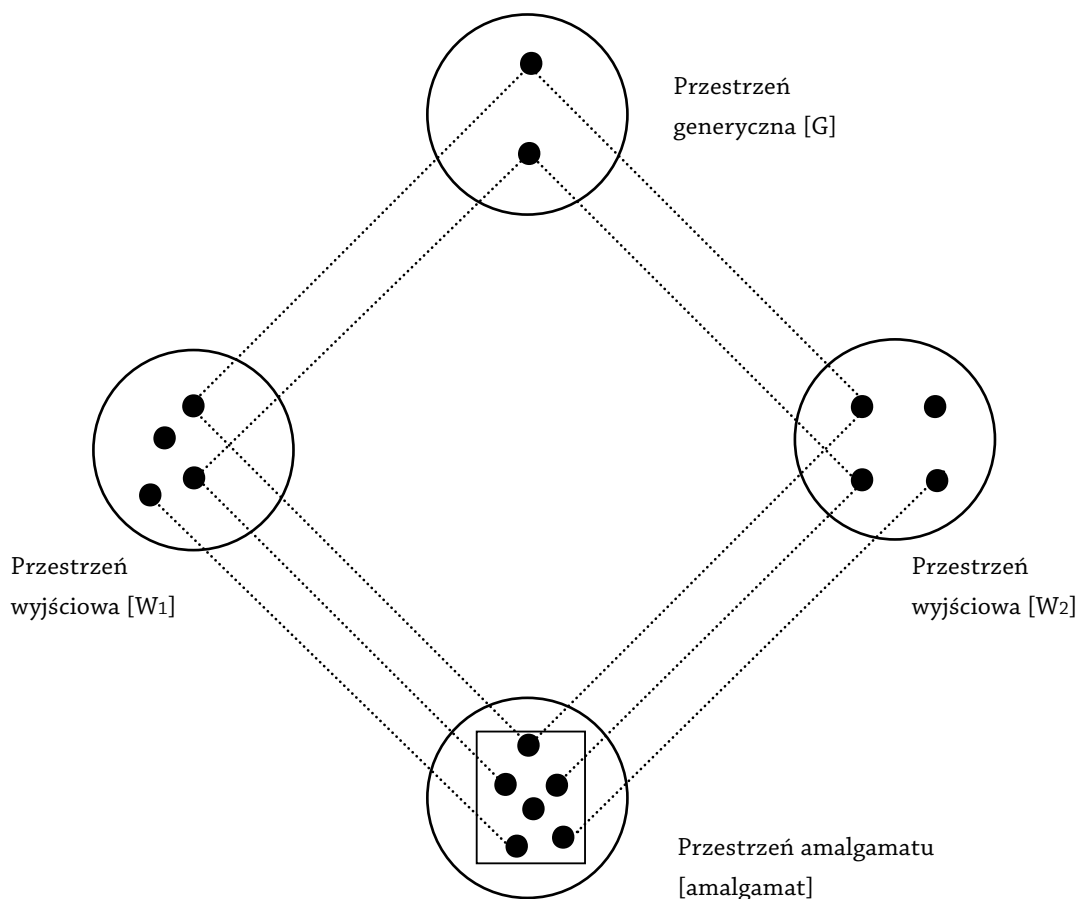 Przestrzeń
generyczna [G]
Przestrzeń
wyjściowa [W1]
Przestrzeń
wyjściowa [W2]
Przestrzeń amalgamatu
[amalgamat]